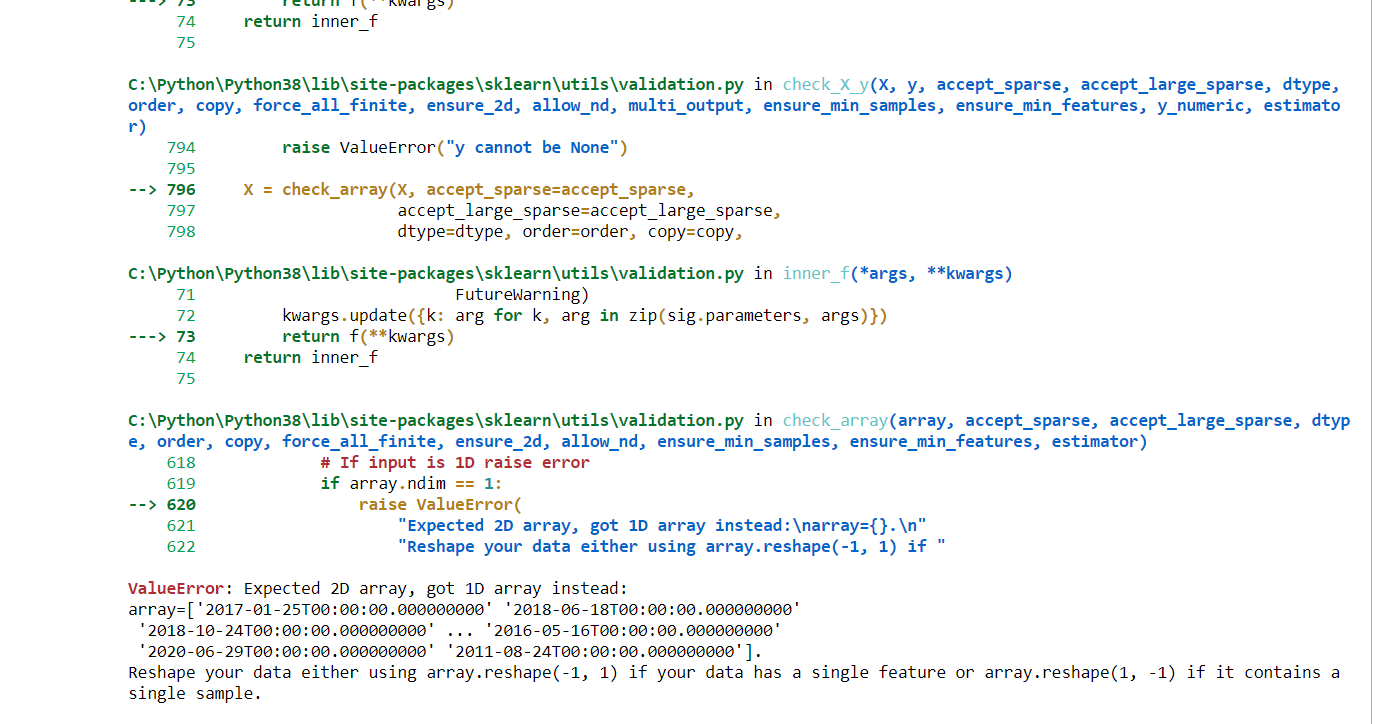 ---> 73         return f(**kwargs)
     74     return inner_f
     75

C:\Python\Python38\lib\site-packages\sklearn\utils\validation.py in check_X_y(X, y, accept_sparse, accept_large_sparse, dtype,
order, copy, force_all_finite, ensure_2d, allow_nd, multi_output, ensure_min_samples, ensure_min_features, y_numeric, estimato
r)
    794         raise ValueError("y cannot be None")
    795
--> 796     X = check_array(X, accept_sparse=accept_sparse,
    797                     accept_large_sparse=accept_large_sparse,
    798                     dtype=dtype, order=order, copy=copy,

C:\Python\Python38\lib\site-packages\sklearn\utils\validation.py in inner_f(*args, **kwargs)
     71                           FutureWarning)
     72         kwargs.update({k: arg for k, arg in zip(sig.parameters, args)})
---> 73         return f(**kwargs)
     74     return inner_f
     75

C:\Python\Python38\lib\site-packages\sklearn\utils\validation.py in check_array(array, accept_sparse, accept_large_sparse, dtyp
e, order, copy, force_all_finite, ensure_2d, allow_nd, ensure_min_samples, ensure_min_features, estimator)
    618             # If input is 1D raise error
    619             if array.ndim == 1:
--> 620                 raise ValueError(
    621                     "Expected 2D array, got 1D array instead:\narray={}.\n"
    622                     "Reshape your data either using array.reshape(-1, 1) if "

ValueError: Expected 2D array, got 1D array instead:
array=['2017-01-25T00:00:00.000000000' '2018-06-18T00:00:00.000000000'
 '2018-10-24T00:00:00.000000000' ... '2016-05-16T00:00:00.000000000'
 '2020-06-29T00:00:00.000000000' '2011-08-24T00:00:00.000000000'].
Reshape your data either using array.reshape(-1, 1) if your data has a single feature or array.reshape(1, -1) if it contains a
single sample.